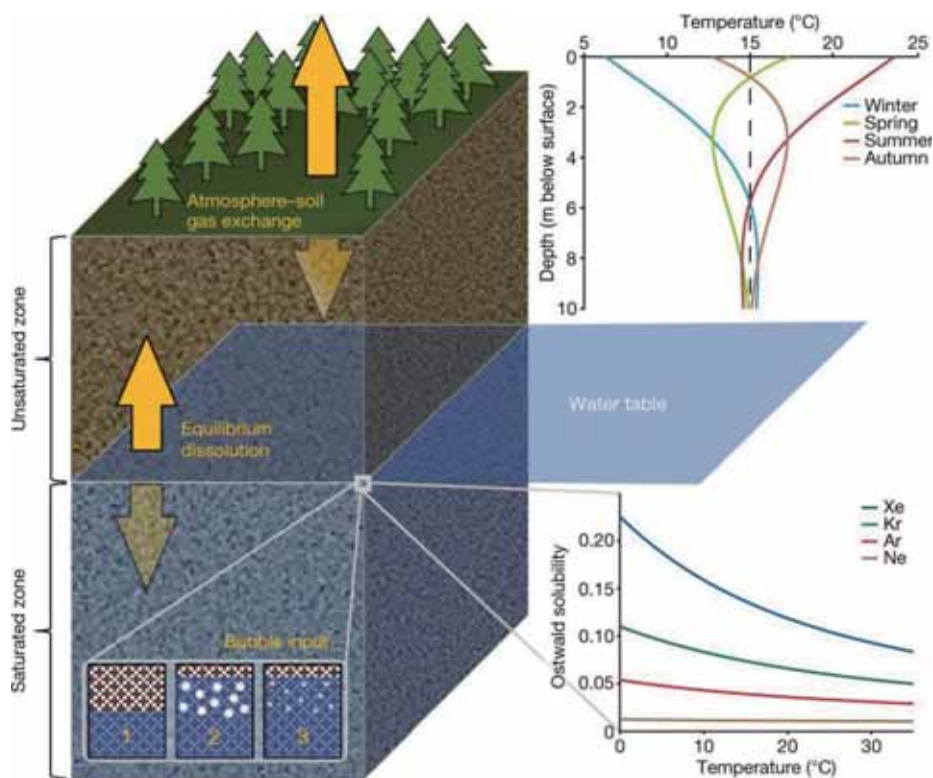 Temperature (°C)
5 10 15 20 25
0
2
4
6
8
10
Depth (m below surface)
Winter
Spring
Summer
Autumn
Atmosphere–soil
gas exchange
Unsaturated zone
Equilibrium
dissolution
Water table
Saturated zone
Bubble input
1 2 3
Xe
Kr
Ar
Ne
Ostwald solubility
0.20
0.15
0.10
0.05
0
0 10 20 30
Temperature (°C)